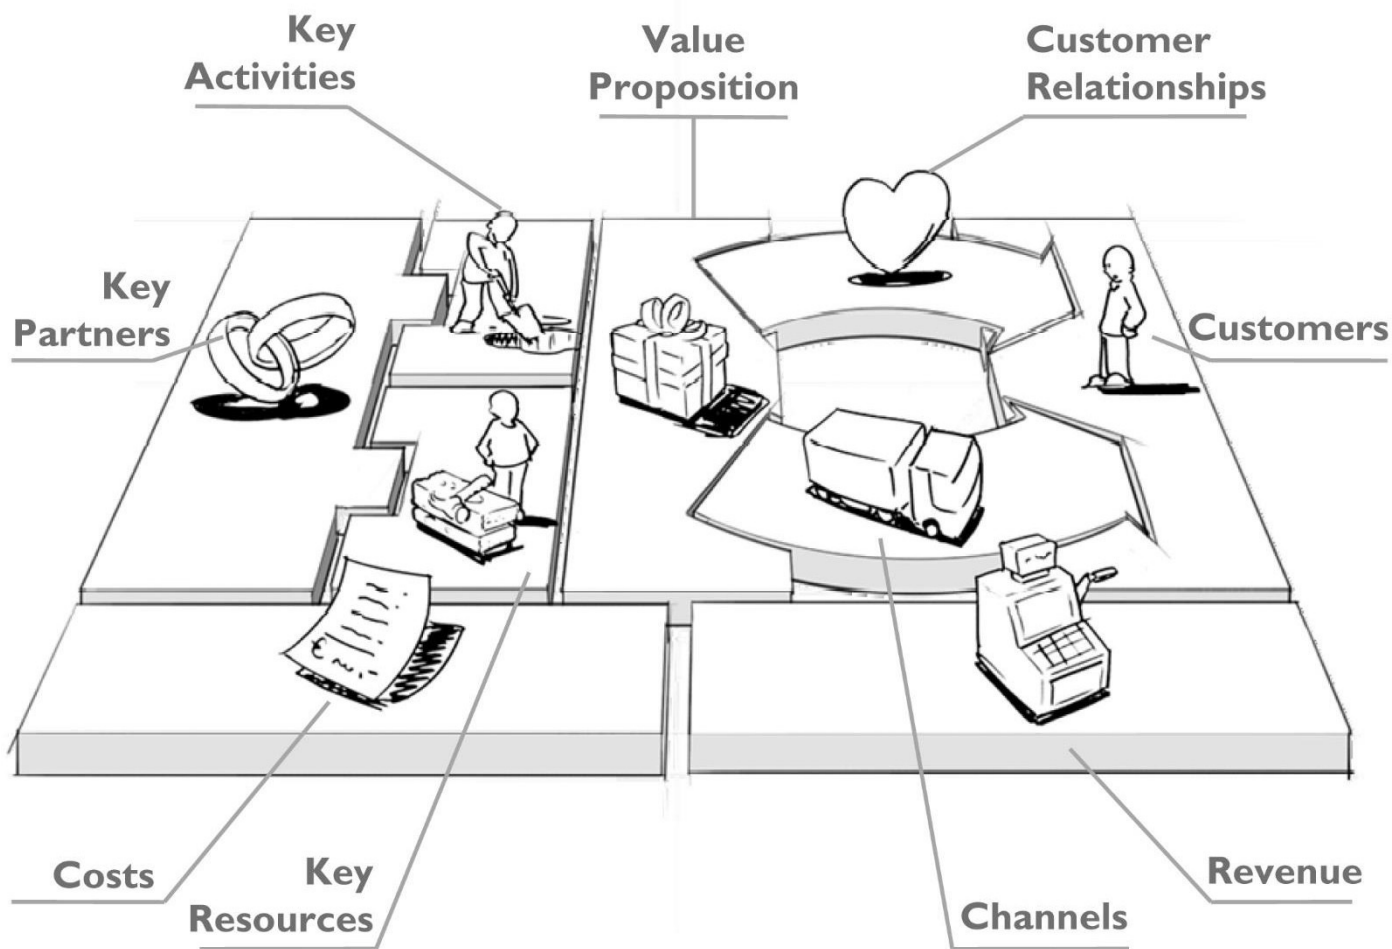 Key
Activities
Value
Proposition
Customer
Relationships
Key
Partners
Customers
Costs
Key
Resources
Channels
Revenue